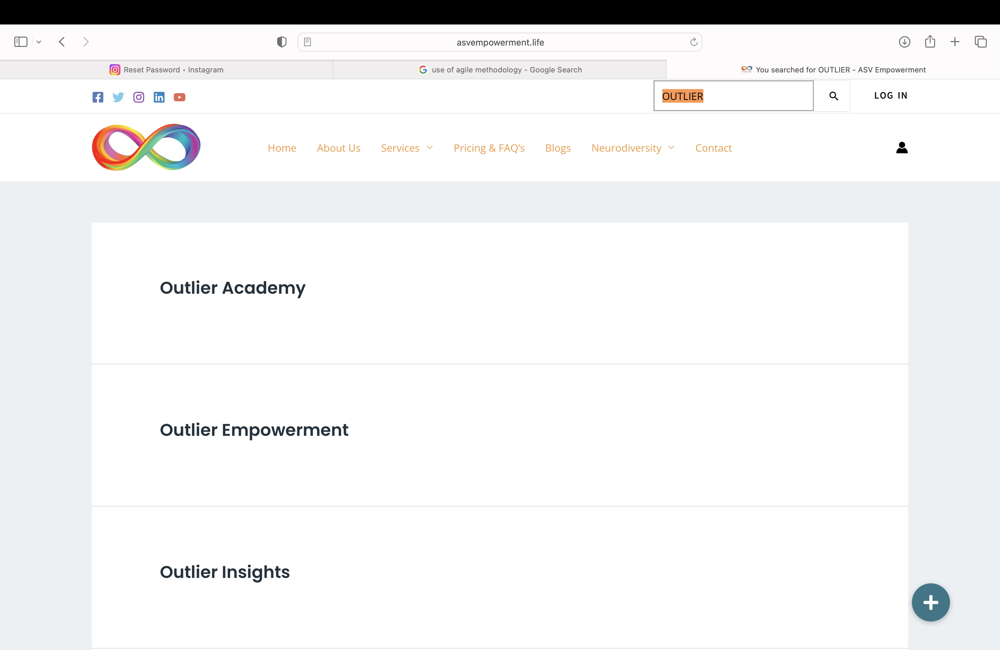 asvempowerment.life
Reset Password • Instagram
use of agile methodology - Google Search
You searched for OUTLIER - ASV Empowerment
OUTLIER
LOG IN
Home
About Us
Services
Pricing & FAQ’s
Blogs
Neurodiversity
Contact
Outlier Academy
Outlier Empowerment
Outlier Insights